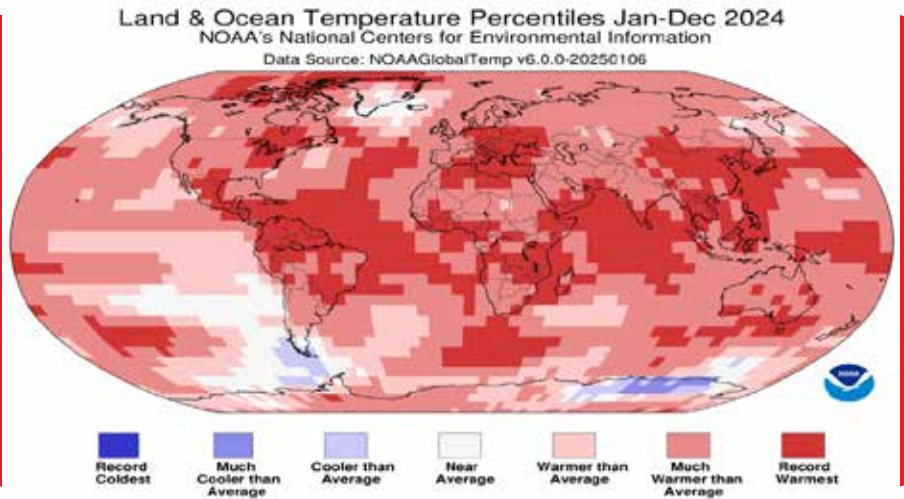 Land & Ocean Temperature Percentiles Jan-Dec 2024
NOAA's National Centers for Environmental Information
Data Source: NOAAGlobalTemp v6.0.0-20250106
NOAA
Record
Coldest
Much
Cooler than
Average
Cooler than
Average
Near
Average
Warmer than
Average
Much
Warmer than
Average
Record
Warmest